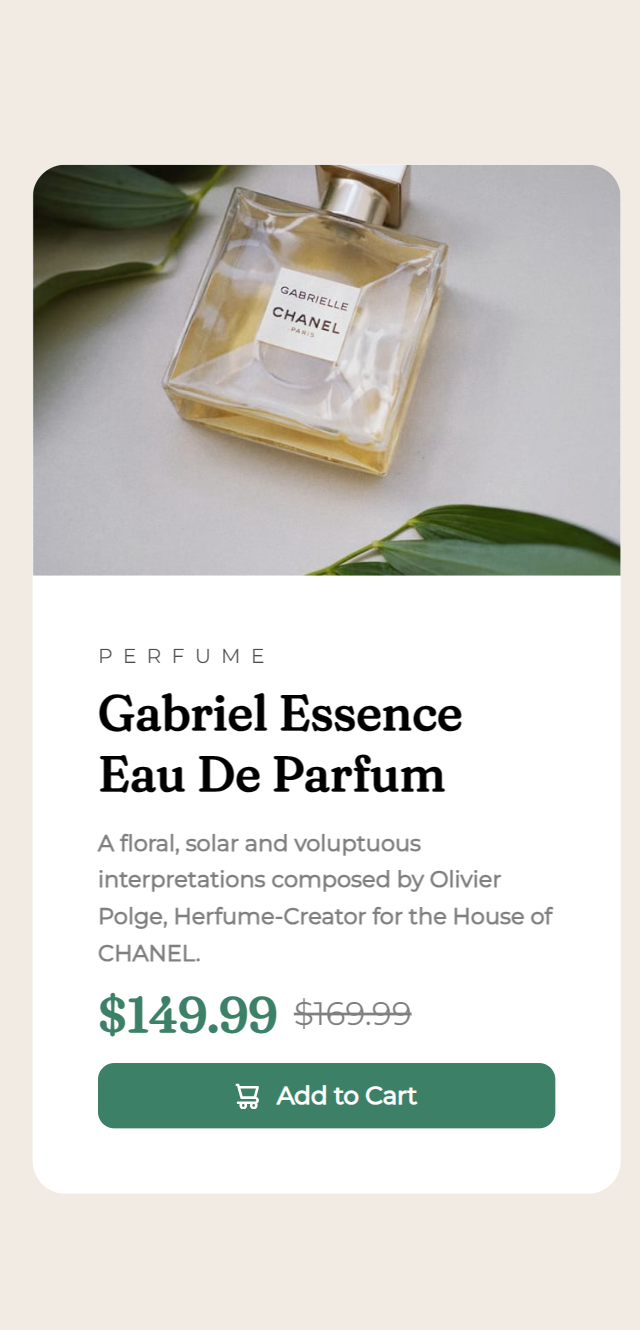 GABRIELLE
CHANEL
PARIS
PERFUME
Gabriel Essence
Eau De Parfum
A floral, solar and voluptuous
interpretations composed by Olivier
Polge, Herfume-Creator for the House of
CHANEL.
$149.99 $169.99
Add to Cart